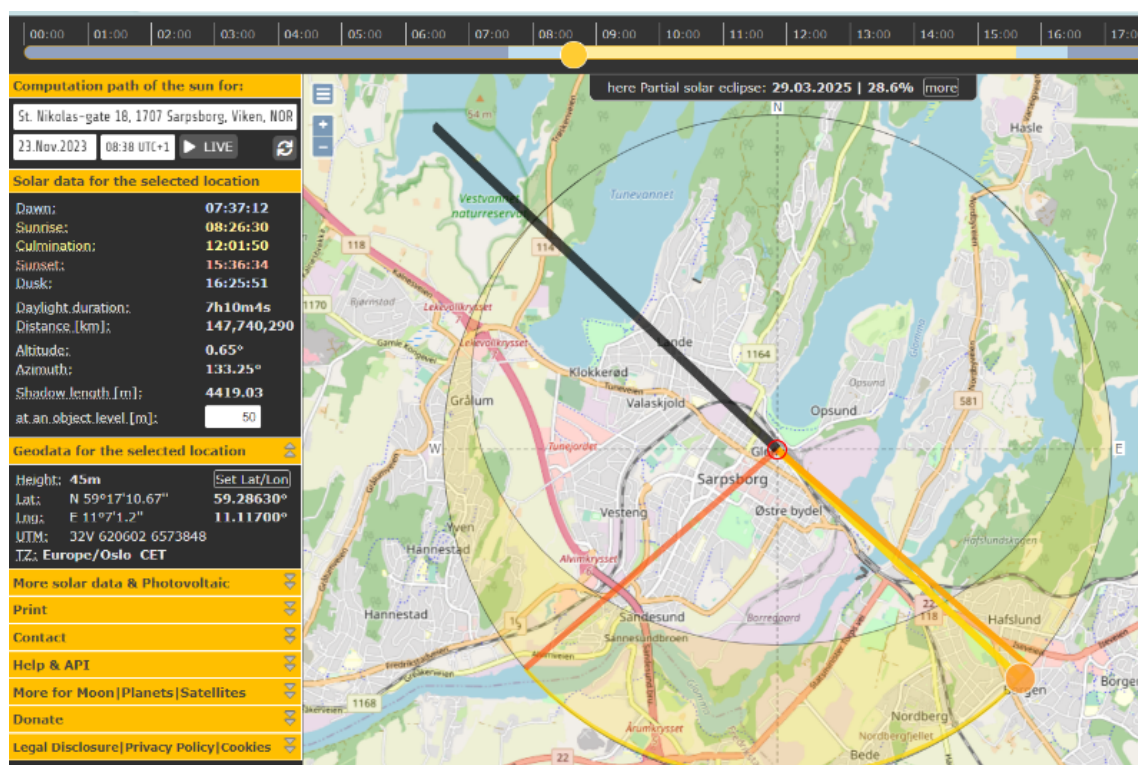 00:00 01:00 02:00 03:00 04:00 05:00 06:00 07:00 08:00 09:00 10:00 11:00 12:00 13:00 14:00 15:00 16:00 17:0
Computation path of the sun for:
St. Nikolas-gate 18, 1707 Sarpsborg, Viken, NOR
23.Nov.2023 08:38 UTC+1 LIVE
Solar data for the selected location
Dawn: 07:37:12
Sunrise: 08:26:30
Culmination: 12:01:50
Sunset: 15:36:34
Dusk: 16:25:51
Daylight duration: 7h10m4s
Distance [km]: 147,740,290
Altitude: 0.65°
Azimuth: 133.25°
Shadow length [m]: 4419.03
at an object level [m]: 50
Geodata for the selected location
Height: 45m Set Lat/Lon
Lat: N 59°17'10.67" 59.28630°
Lng: E 11°7'1.2" 11.11700°
UTM: 32V 620602 6573848
TZ: Europe/Oslo CET
More solar data & Photovoltaic
Print
Contact
Help & API
More for Moon|Planets|Satellites
Donate
Legal Disclosure|Privacy Policy|Cookies
here Partial solar eclipse: 29.03.2025 | 28.6% more
+
−
N
54 m
Hasle
Tunevannet
Vestvannet
naturreservat
118
114
1170
Bjørnstad
Lekevollkrysset
Lekevollkrysset
Lande
1164
Klokkerød
Tuneveien
Grålum
Valaskjold
Opsund
Opsund
Glomma
581
Nordbyveien
W
E
Tunejordet
Sarpsborg
Vesteng
Østre bydel
Yven
Hannestad
Alvimkrysset
Hafslundskogen
Hannestad
Sandesund
Sannesundbroen
Borregaard
22
118
Hafslund
Iseveien
Borgen
Nordberg
Nordbergfjellet
Bede
1168
Årumkrysset
22